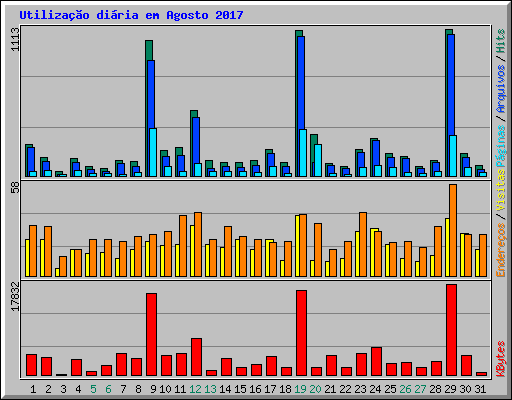 Utilização diária em Agosto 2017
1113
58
17832
Endereços / Visitas Páginas / Arquivos / Hits
KBytes
1 2 3 4 5 6 7 8 9 10 11 12 13 14 15 16 17 18 19 20 21 22 23 24 25 26 27 28 29 30 31